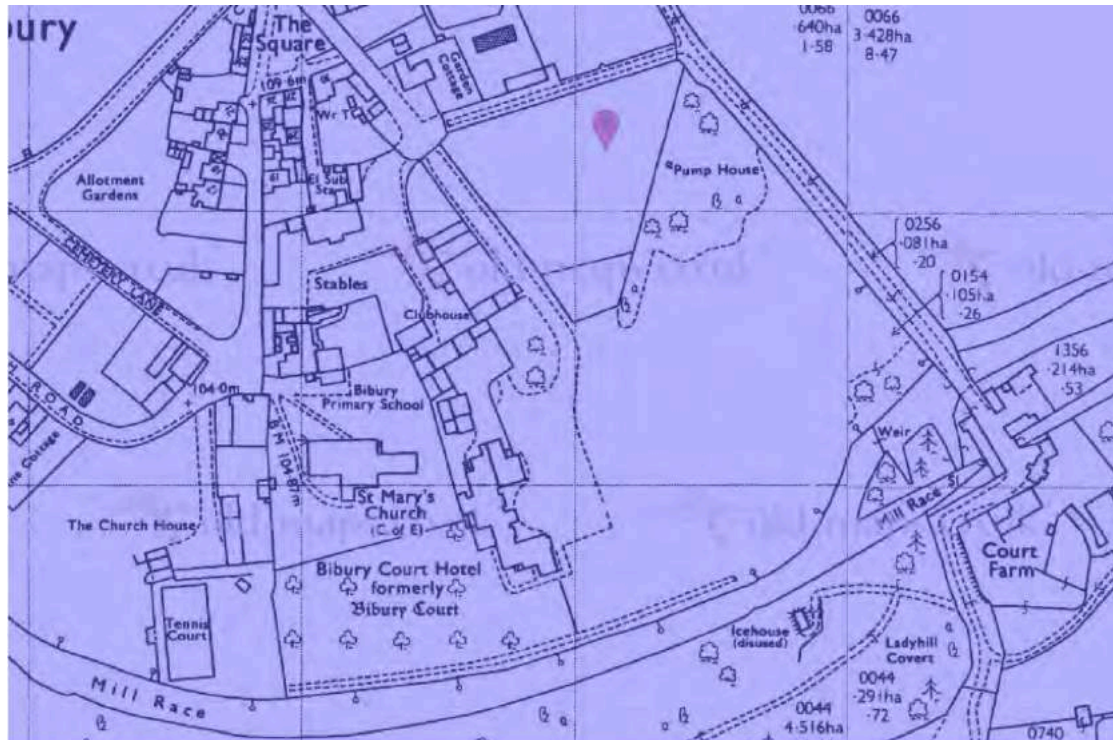 bury
The
Square
109·6m
Garden
Cottage
0066
·640ha
1·58
0066
3·428ha
8·47
Wr T
El Sub
Sta
Allotment
Gardens
Pump House
CEMETERY LANE
Stables
Clubhouse
0256
·081ha
·20
0154
·105ha
·26
1356
·214ha
·53
104·0m
ROAD
Cottage
Bibury
Primary School
B M 104·87m
St Mary's
Church
(C of E)
Weir
Mill Race
Sl
The Church House
Bibury Court Hotel
formerly
Bibury Court
Court
Farm
Tennis
Court
Icehouse
(disused)
Ladyhill
Covert
0044
·291ha
·72
Mill Race
0044
4·516ha
0740